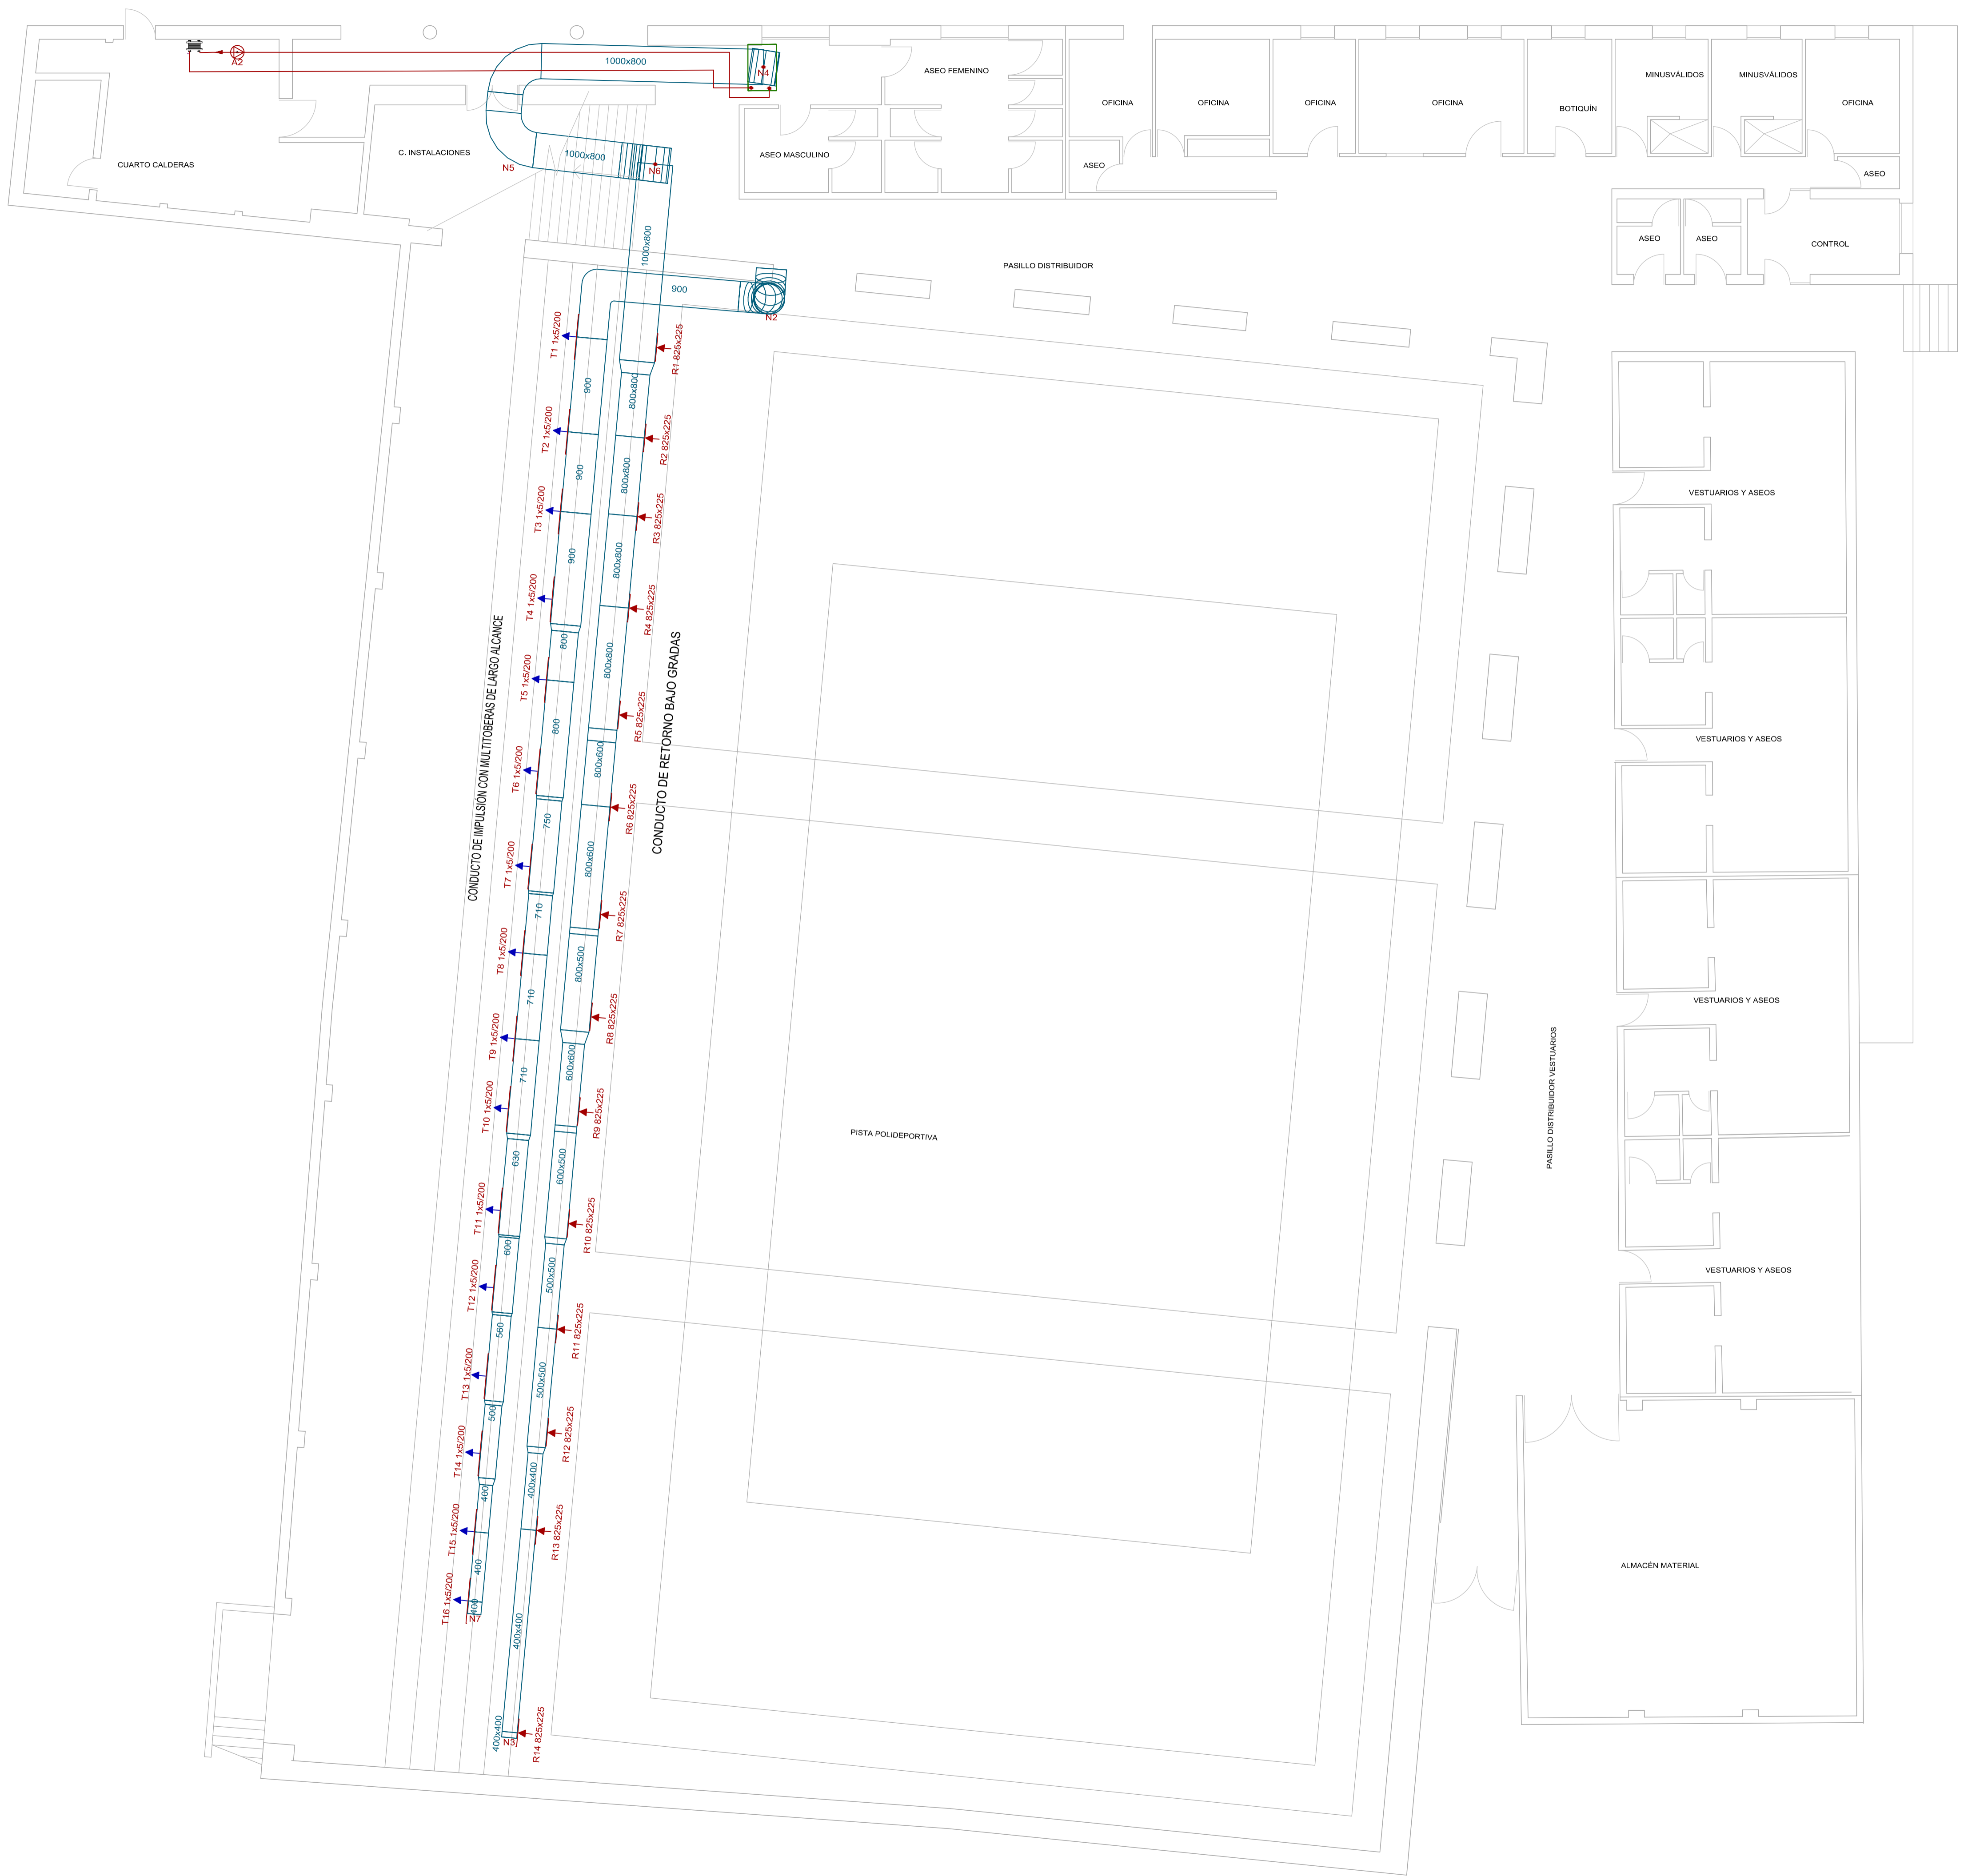 A2
1000x800
N4
ASEO FEMENINO
MINUSVÁLIDOS
MINUSVÁLIDOS
OFICINA
OFICINA
OFICINA
OFICINA
BOTIQUÍN
OFICINA
CUARTO CALDERAS
C. INSTALACIONES
N5
1000x800
N6
ASEO MASCULINO
ASEO
ASEO
1000x800
PASILLO DISTRIBUIDOR
ASEO
ASEO
CONTROL
900
N2
T1 1x5/200
900
T2 1x5/200
900
T3 1x5/200
900
T4 1x5/200
800
T5 1x5/200
800
T6 1x5/200
750
T7 1x5/200
710
T8 1x5/200
710
T9 1x5/200
710
T10 1x5/200
630
T11 1x5/200
600
T12 1x5/200
560
T13 1x5/200
500
T14 1x5/200
400
T15 1x5/200
400
T16 1x5/200
400
N7
R1 825x225
800x800
R2 825x225
800x800
R3 825x225
800x800
R4 825x225
800x800
R5 825x225
800x600
R6 825x225
800x600
R7 825x225
800x500
R8 825x225
600x600
R9 825x225
600x500
R10 825x225
500x500
R11 825x225
500x500
R12 825x225
400x400
R13 825x225
400x400
R14 825x225
400x400
N3
CONDUCTO DE IMPULSIÓN CON MULTITOBERAS DE LARGO ALCANCE
CONDUCTO DE RETORNO BAJO GRADAS
PISTA POLIDEPORTIVA
PASILLO DISTRIBUIDOR VESTUARIOS
VESTUARIOS Y ASEOS
VESTUARIOS Y ASEOS
VESTUARIOS Y ASEOS
VESTUARIOS Y ASEOS
ALMACÉN MATERIAL